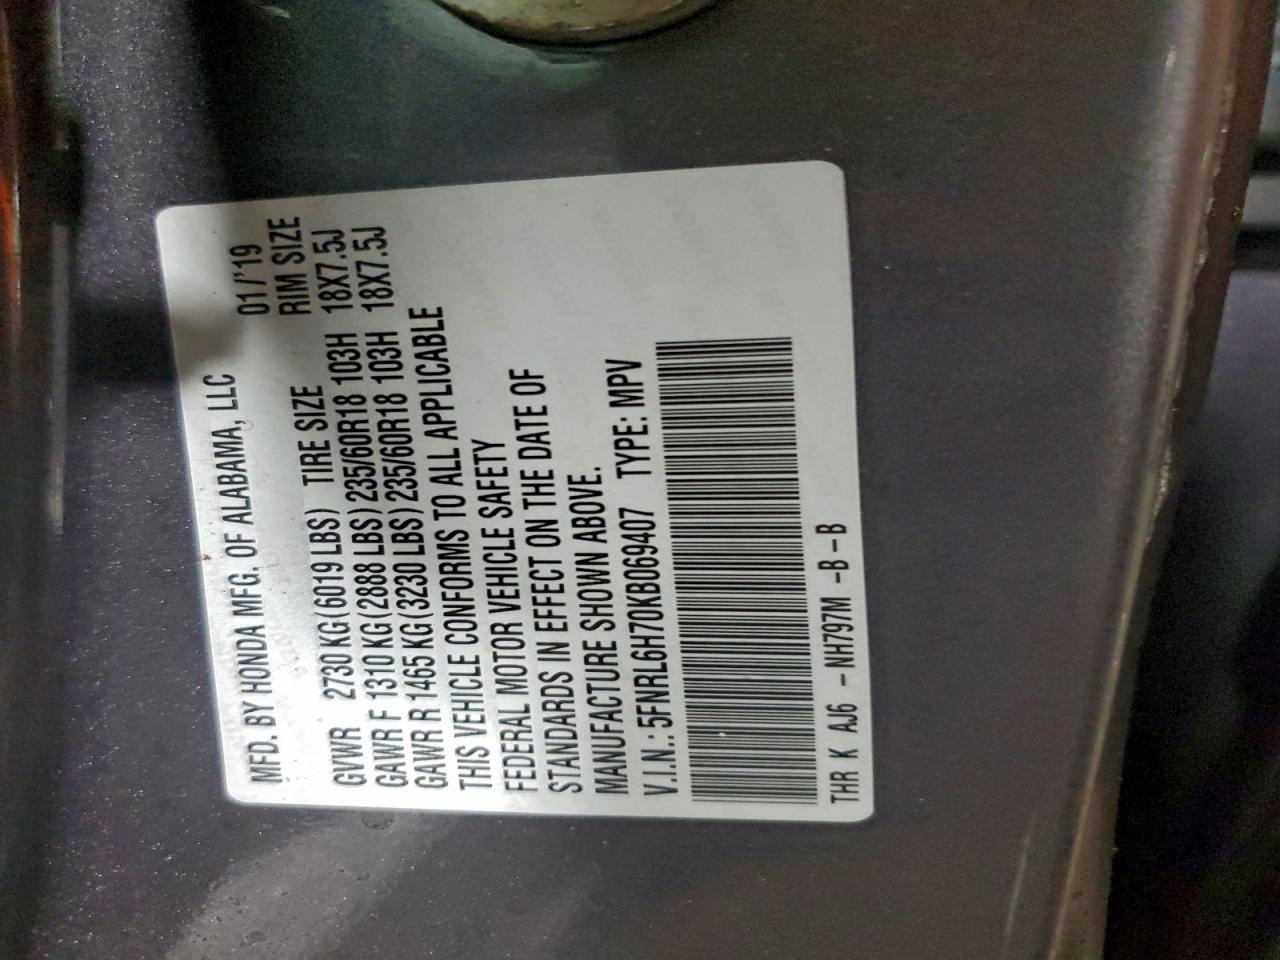 MFD. BY HONDA MFG. OF ALABAMA, LLC 01/'19
TIRE SIZE RIM SIZE
GVWR 2730 KG(6019 LBS)
GAWR F 1310 KG(2888 LBS) 235/60R18 103H 18X7.5J
GAWR R 1465 KG(3230 LBS) 235/60R18 103H 18X7.5J
THIS VEHICLE CONFORMS TO ALL APPLICABLE
FEDERAL MOTOR VEHICLE SAFETY
STANDARDS IN EFFECT ON THE DATE OF
MANUFACTURE SHOWN ABOVE.
V.I.N.: 5FNRL6H70KB069407 TYPE: MPV
THR K AJ6 -NH797M -B-B